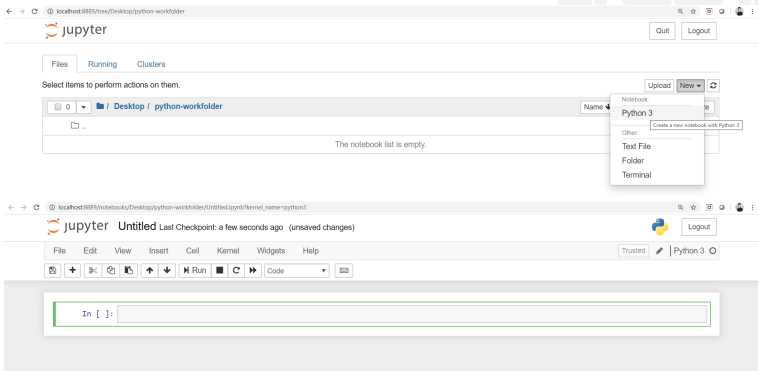 localhost:8889/tree/Desktop/python-workfolder
jupyter
Quit
Logout
Files Running Clusters
Select items to perform actions on them.
Upload New
0 / Desktop / python-workfolder
Name
Notebook:
Python 3
Create a new notebook with Python 3
..
Other:
The notebook list is empty.
Text File
Folder
Terminal
localhost:8889/notebooks/Desktop/python-workfolder/Untitled.ipynb?kernel_name=python3
jupyter Untitled Last Checkpoint: a few seconds ago (unsaved changes)
Logout
File Edit View Insert Cell Kernel Widgets Help
Trusted Python 3
Run Code
In [ ]: